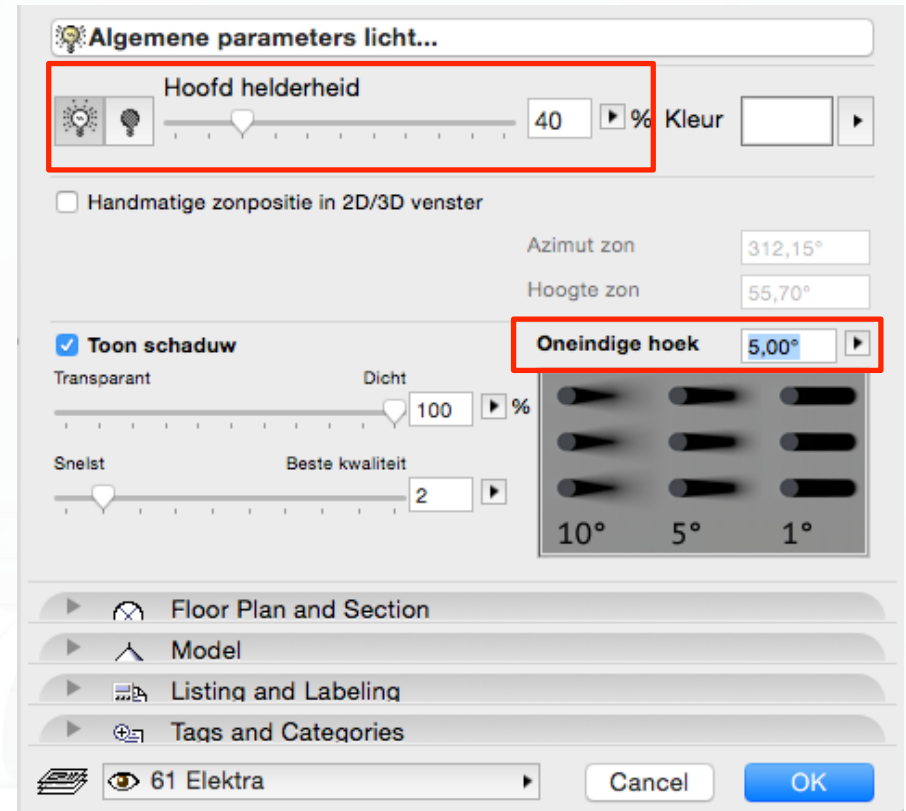 Algemene parameters licht...
Hoofd helderheid
40 % Kleur
Handmatige zonpositie in 2D/3D venster
Azimut zon 312,15°
Hoogte zon 55,70°
Toon schaduw
Oneindige hoek 5,00°
Transparant Dicht
100 %
Snelst Beste kwaliteit
2
10° 5° 1°
Floor Plan and Section
Model
Listing and Labeling
Tags and Categories
61 Elektra
Cancel OK